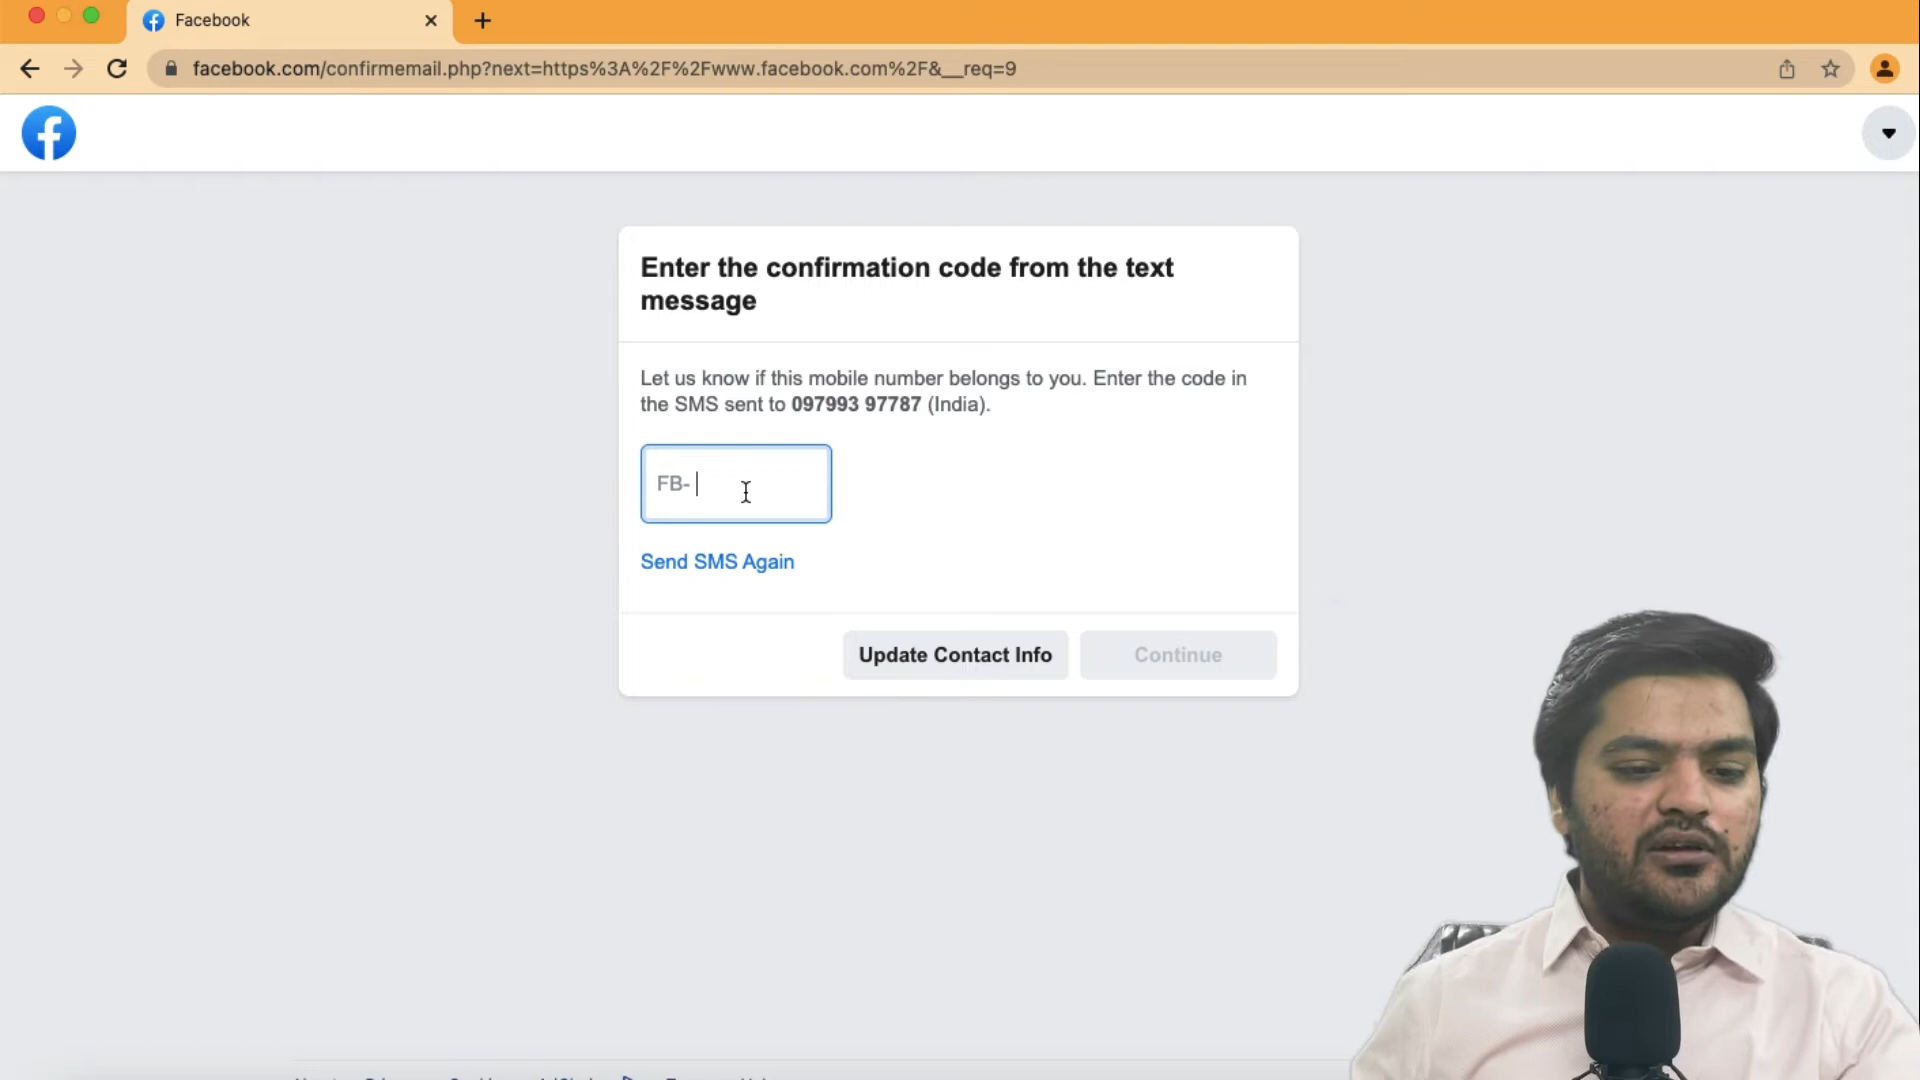 Facebook
facebook.com/confirmemail.php?next=https%3A%2F%2Fwww.facebook.com%2F&__req=9
Enter the confirmation code from the text
message
Let us know if this mobile number belongs to you. Enter the code in
the SMS sent to 097993 97787 (India).
FB-
Send SMS Again
Update Contact Info
Continue